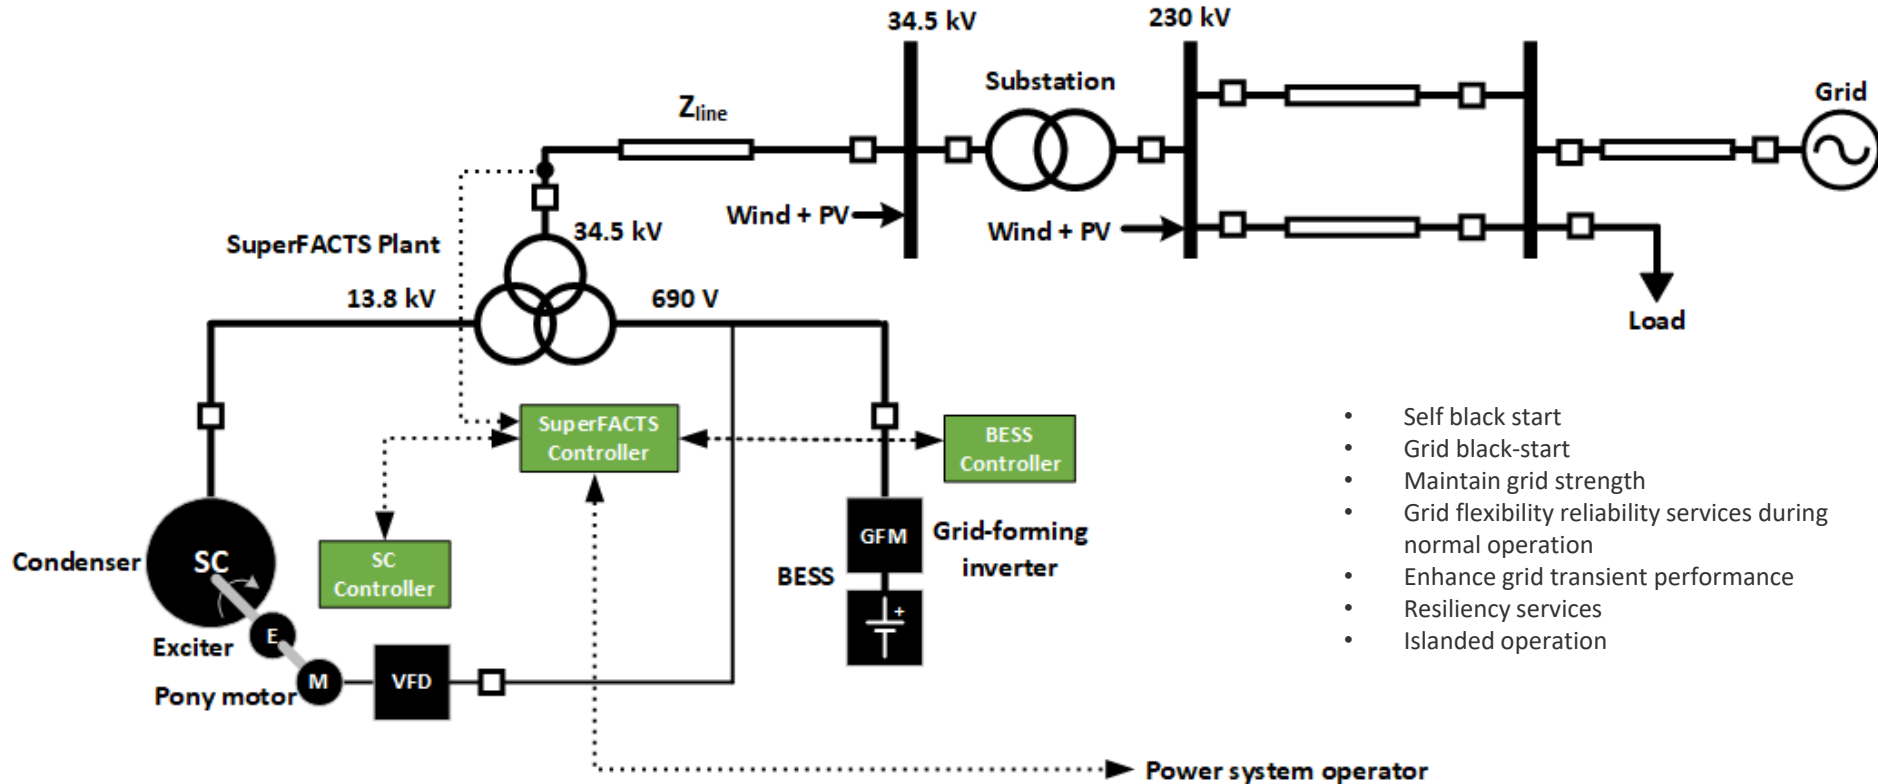 34.5 kV
230 kV
Substation
Grid
Zline
Wind + PV
Wind + PV
34.5 kV
SuperFACTS Plant
13.8 kV
690 V
Load
SuperFACTS
Controller
BESS
Controller
SC
Controller
Condenser
SC
GFM
Grid-forming
inverter
BESS
+
Exciter
E
Pony motor
M
VFD
Power system operator
• Self black start
• Grid black-start
• Maintain grid strength
• Grid flexibility reliability services during
normal operation
• Enhance grid transient performance
• Resiliency services
• Islanded operation